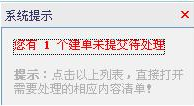 系统提示
您有 1 个建单未提交待处理
提示：点击以上列表，直接打开
需要处理的相应内容清单！